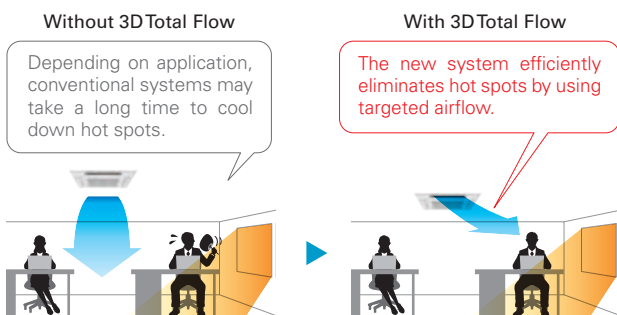 Without 3D Total Flow
Depending on application,
conventional systems may
take a long time to cool
down hot spots.
With 3D Total Flow
The new system efficiently
eliminates hot spots by using
targeted airflow.